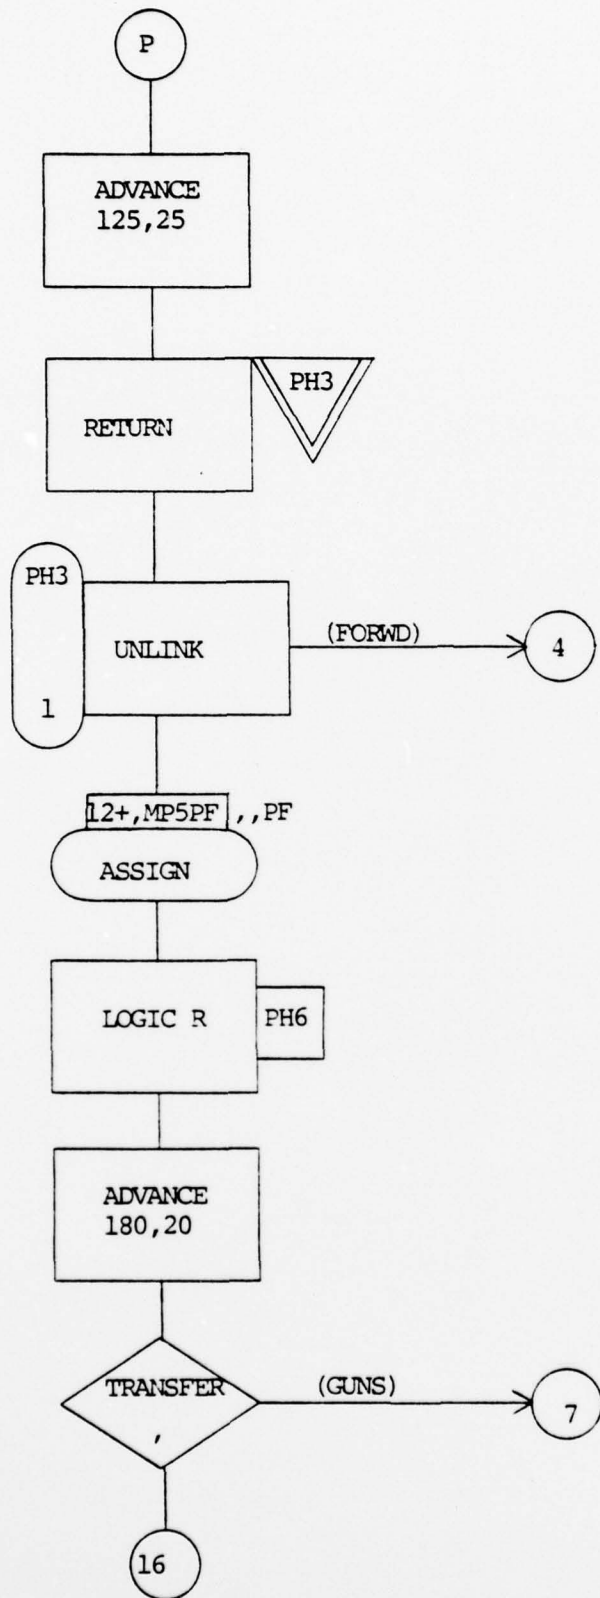 P
ADVANCE
125,25
RETURN
PH3
PH3
UNLINK
(FORWD)
4
1
12+,MP5PF ,,PF
ASSIGN
LOGIC R
PH6
ADVANCE
180,20
TRANSFER
,
(GUNS)
7
16